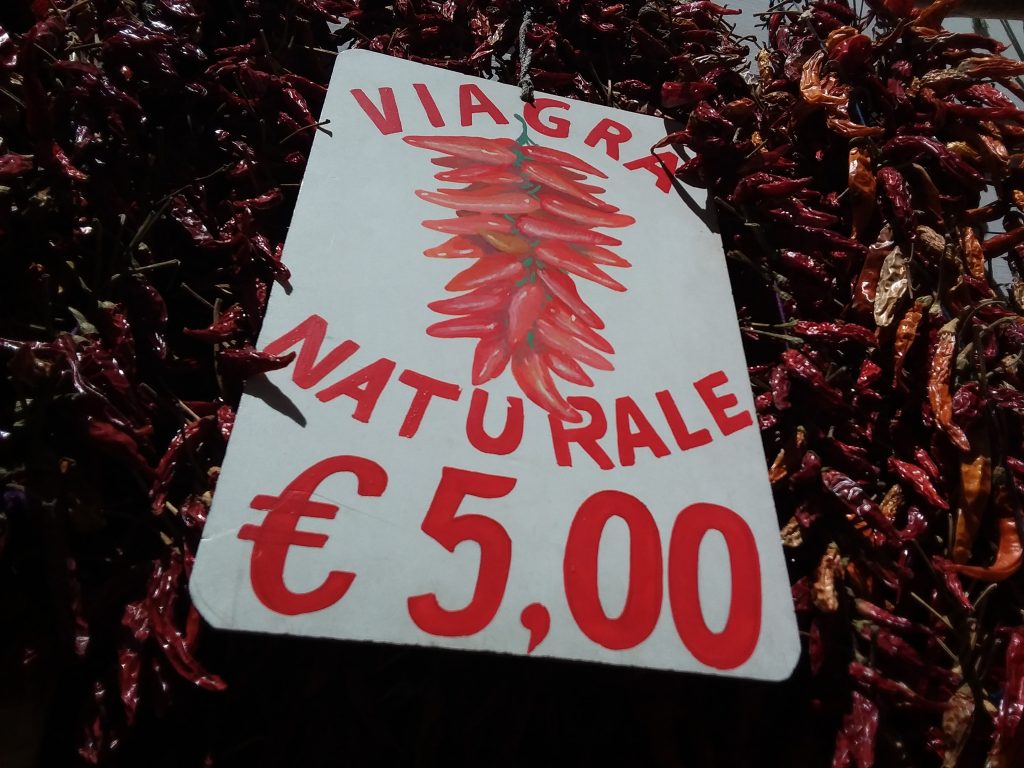 VIAGRA
NATURALE
€ 5,00